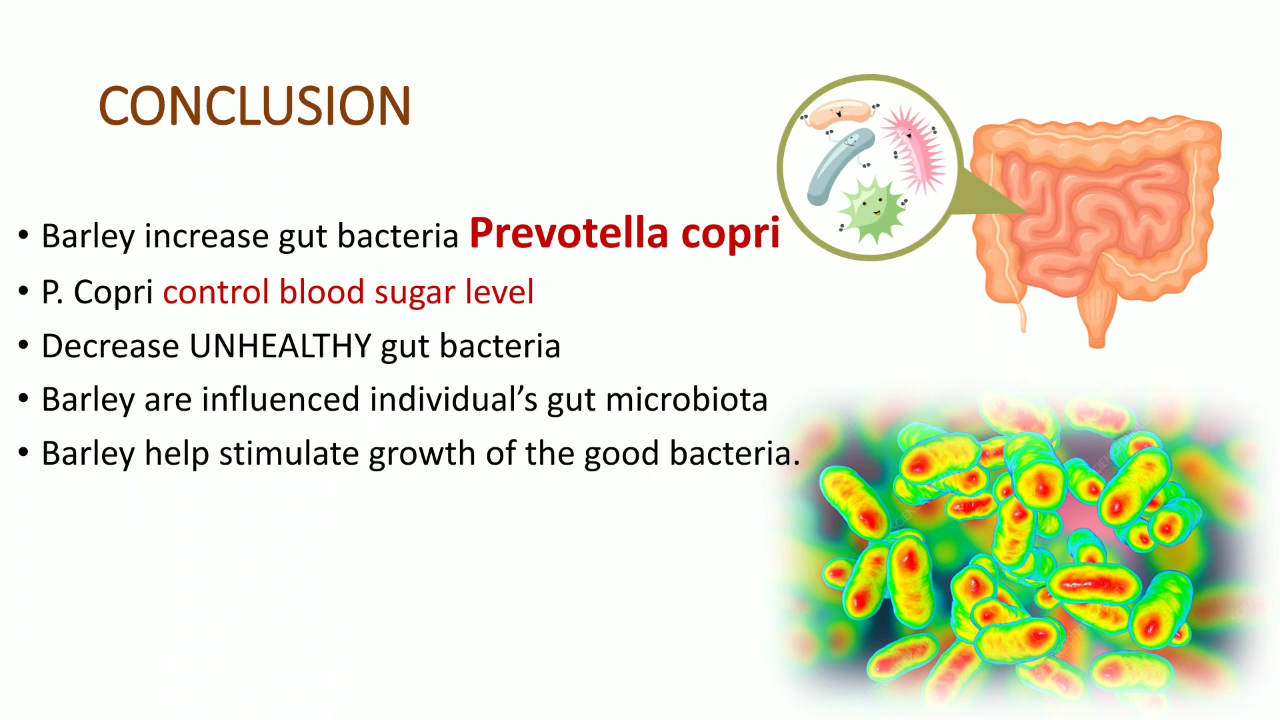 CONCLUSION
• Barley increase gut bacteria Prevotella copri
• P. Copri control blood sugar level
• Decrease UNHEALTHY gut bacteria
• Barley are influenced individual’s gut microbiota
• Barley help stimulate growth of the good bacteria.